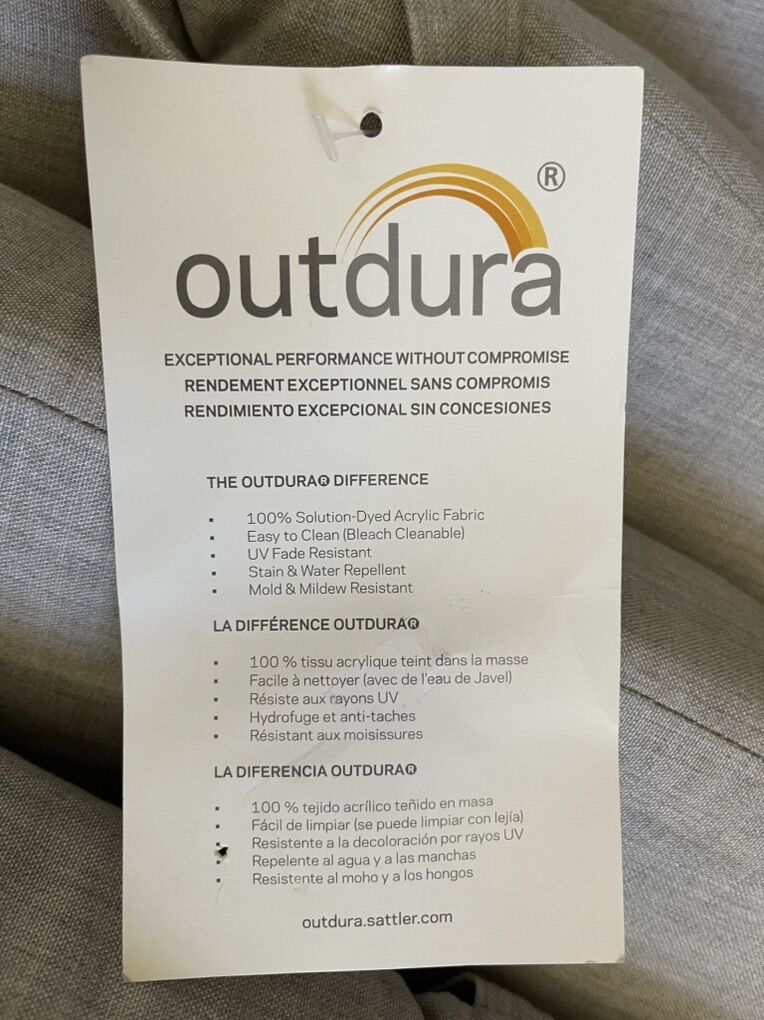 ®
outdura
EXCEPTIONAL PERFORMANCE WITHOUT COMPROMISE
RENDEMENT EXCEPTIONNEL SANS COMPROMIS
RENDIMIENTO EXCEPCIONAL SIN CONCESIONES
THE OUTDURA® DIFFERENCE
▪ 100% Solution-Dyed Acrylic Fabric
▪ Easy to Clean (Bleach Cleanable)
▪ UV Fade Resistant
▪ Stain & Water Repellent
▪ Mold & Mildew Resistant
LA DIFFÉRENCE OUTDURA®
▪ 100 % tissu acrylique teint dans la masse
▪ Facile à nettoyer (avec de l'eau de Javel)
▪ Résiste aux rayons UV
▪ Hydrofuge et anti-taches
▪ Résistant aux moisissures
LA DIFERENCIA OUTDURA®
▪ 100 % tejido acrílico teñido en masa
▪ Fácil de limpiar (se puede limpiar con lejía)
▪ Resistente a la decoloración por rayos UV
▪ Repelente al agua y a las manchas
▪ Resistente al moho y a los hongos
outdura.sattler.com